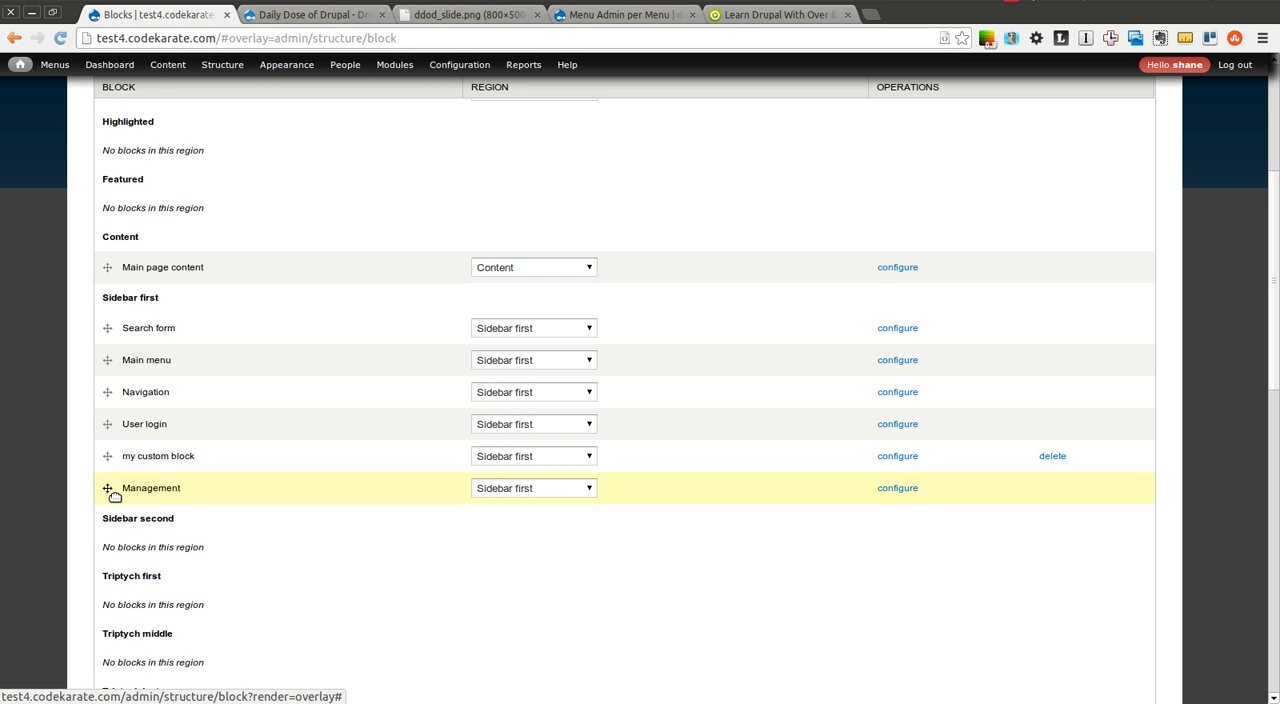 Blocks | test4.codekarate
Daily Dose of Drupal - Dr
ddod_slide.png (800×500
Menu Admin per Menu | d
Learn Drupal With Over
test4.codekarate.com/#overlay=admin/structure/block
Menus Dashboard Content Structure Appearance People Modules Configuration Reports Help Hello shane Log out
BLOCK REGION OPERATIONS
Highlighted
No blocks in this region
Featured
No blocks in this region
Content
Main page content Content configure
Sidebar first
Search form Sidebar first configure
Main menu Sidebar first configure
Navigation Sidebar first configure
User login Sidebar first configure
my custom block Sidebar first configure delete
Management Sidebar first configure
Sidebar second
No blocks in this region
Triptych first
No blocks in this region
Triptych middle
No blocks in this region
test4.codekarate.com/admin/structure/block?render=overlay#